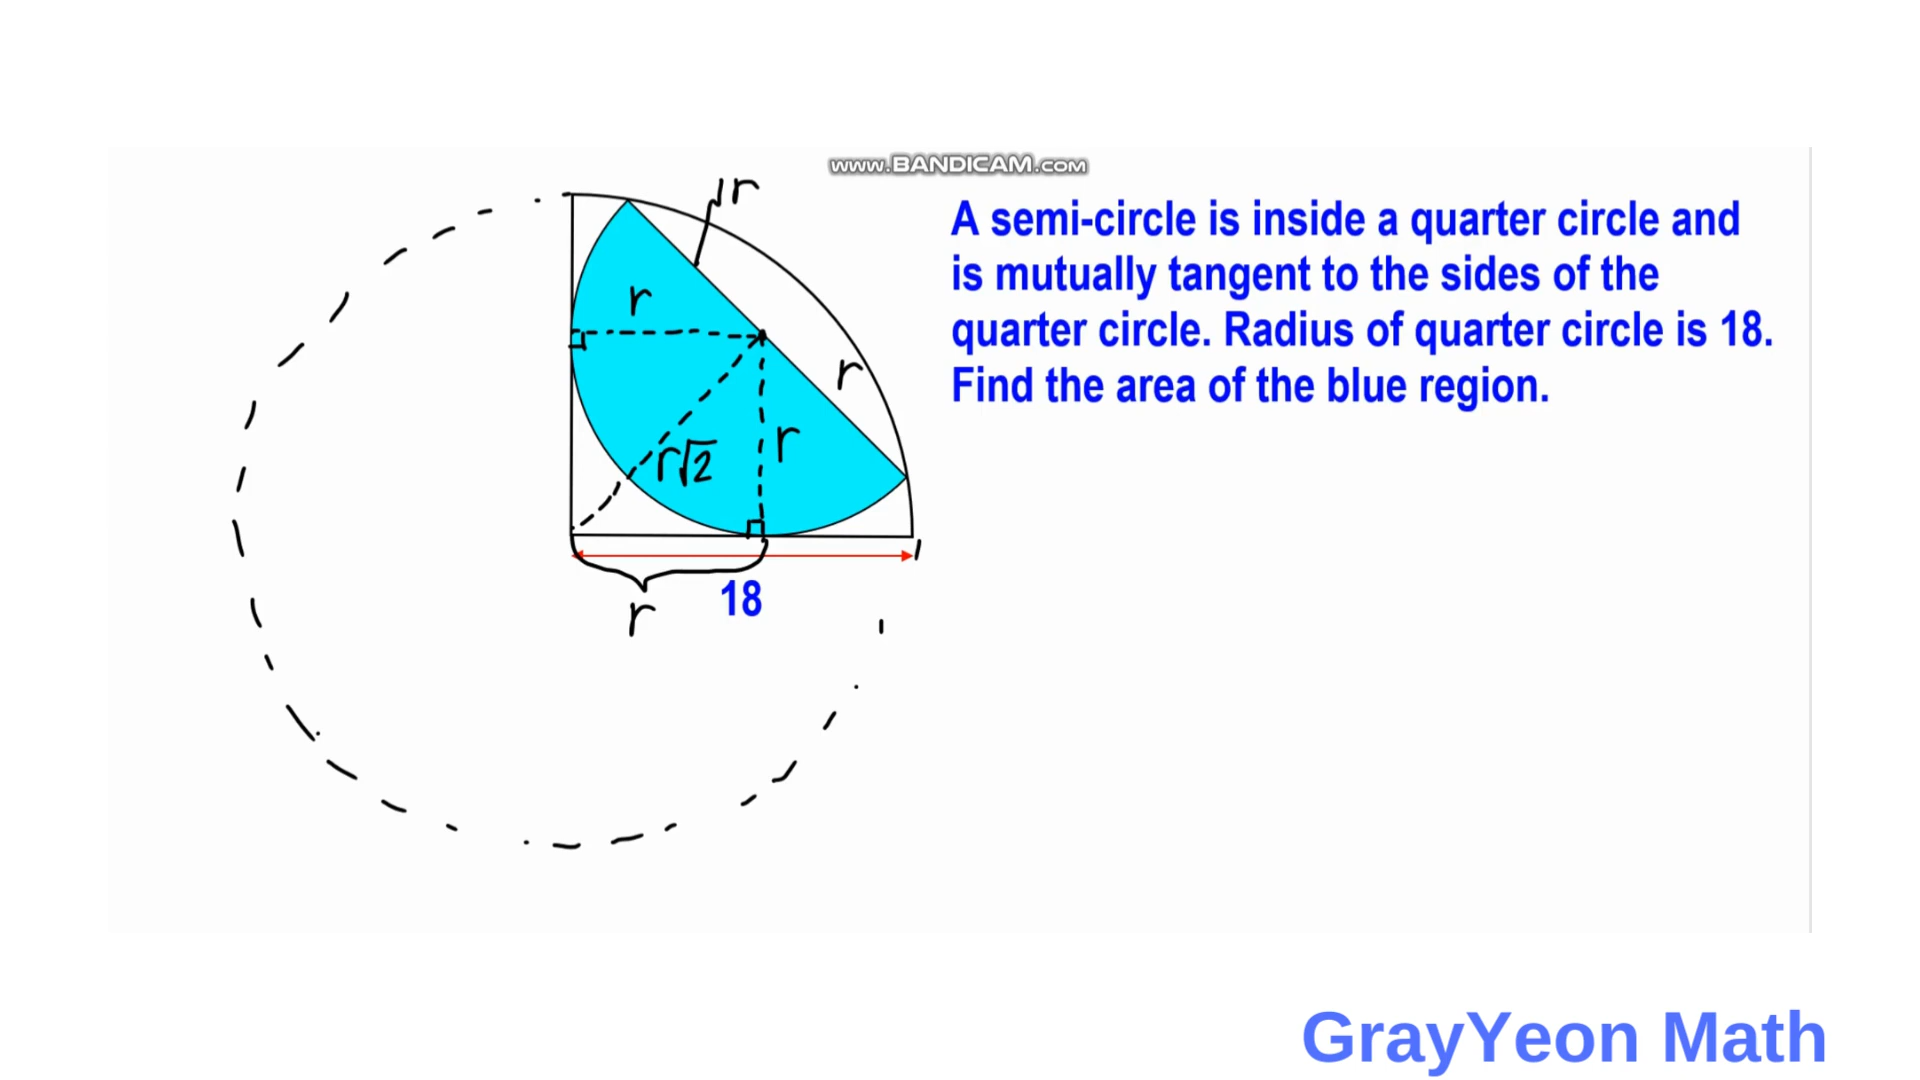 www.BANDICAM.com
r
A semi-circle is inside a quarter circle and
is mutually tangent to the sides of the
quarter circle. Radius of quarter circle is 18.
Find the area of the blue region.
r
r
r
r√2
18
r
GrayYeon Math